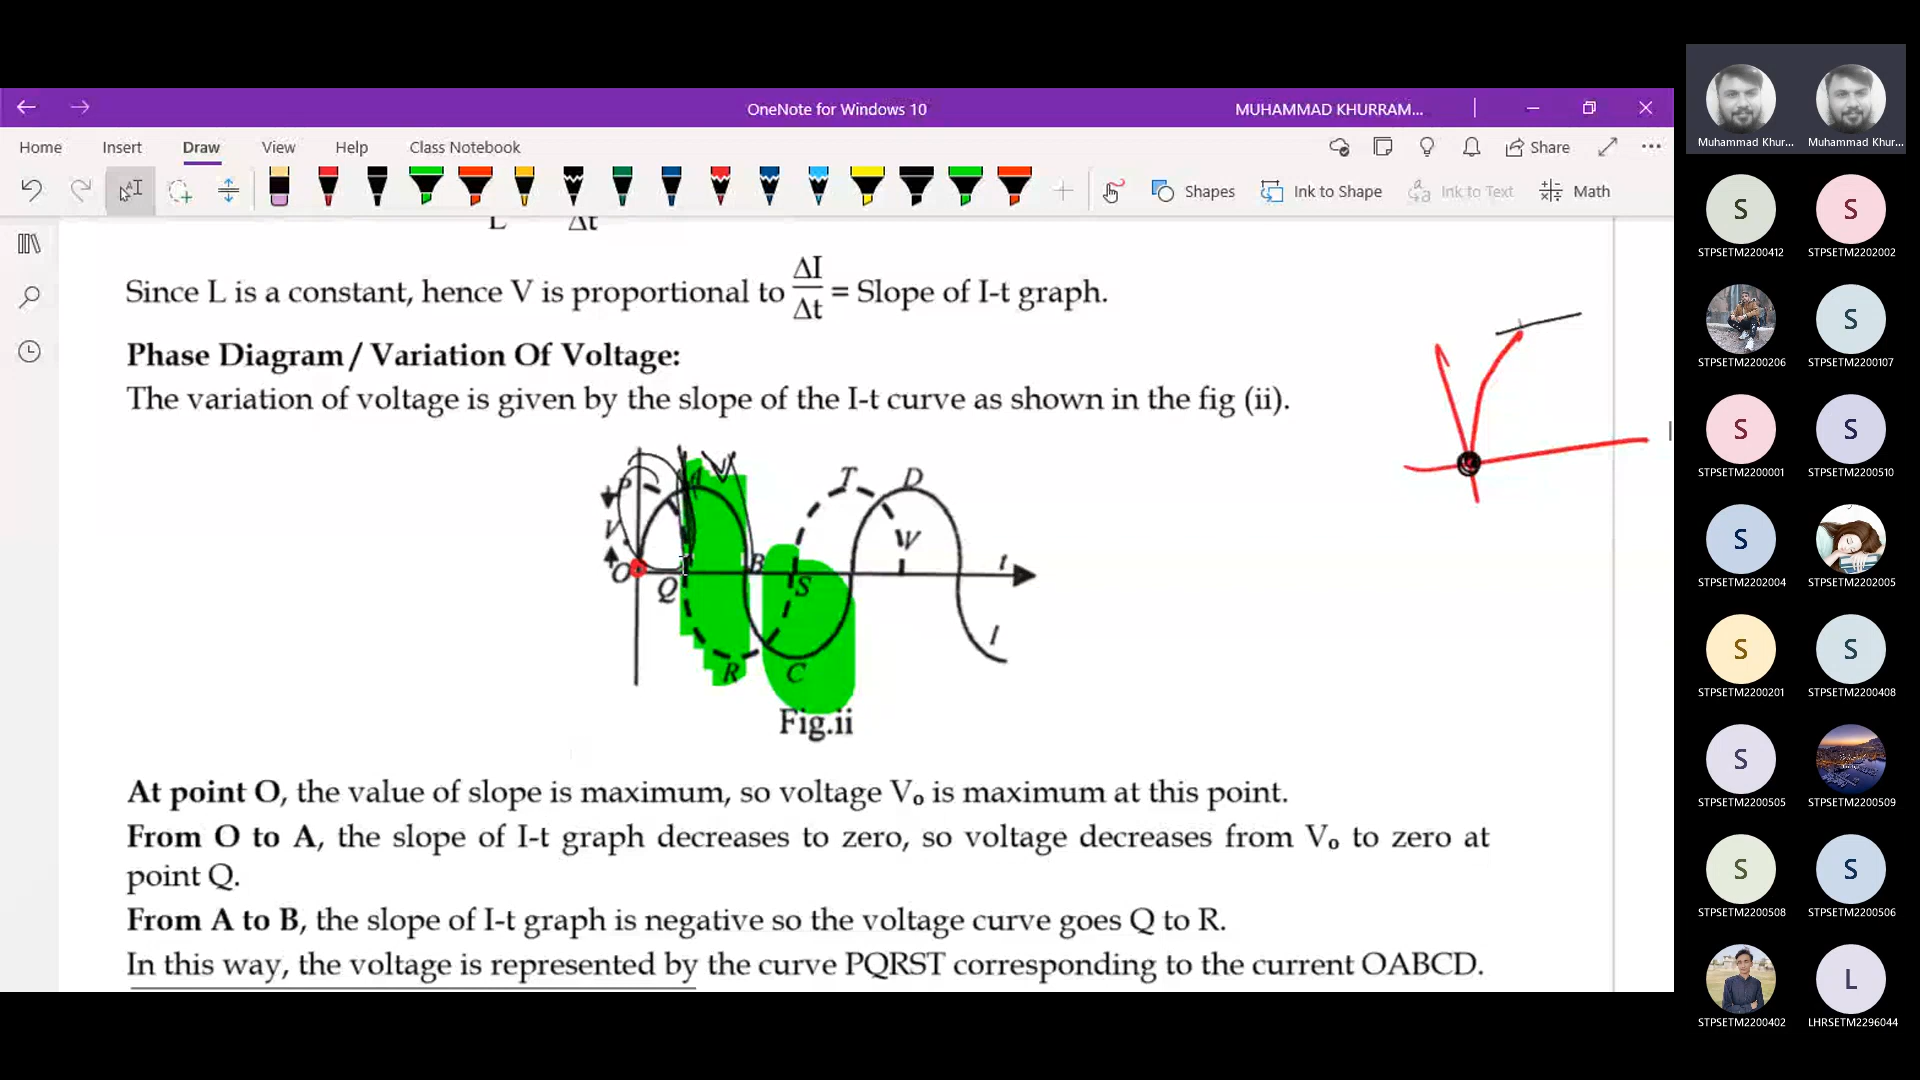 OneNote for Windows 10
MUHAMMAD KHURRAM...
Home Insert Draw View Help Class Notebook
Share
Shapes Ink to Shape Ink to Text Math
L Δt
Since L is a constant, hence V is proportional to ΔI/Δt = Slope of I-t graph.
Phase Diagram / Variation Of Voltage:
The variation of voltage is given by the slope of the I-t curve as shown in the fig (ii).
P A V T D
V W
O Q B S t
R C I
Fig.ii
At point O, the value of slope is maximum, so voltage Vₒ is maximum at this point.
From O to A, the slope of I-t graph decreases to zero, so voltage decreases from Vₒ to zero at
point Q.
From A to B, the slope of I-t graph is negative so the voltage curve goes Q to R.
In this way, the voltage is represented by the curve PQRST corresponding to the current OABCD.
Muhammad Khur... Muhammad Khur...
S S
STPSETM2200412 STPSETM2202002
S
STPSETM2200206 STPSETM2200107
S S
STPSETM2200001 STPSETM2200510
S
STPSETM2202004 STPSETM2202005
S S
STPSETM2200201 STPSETM2200408
S
STPSETM2200505 STPSETM2200509
S S
STPSETM2200508 STPSETM2200506
L
STPSETM2200402 LHRSETM2296044